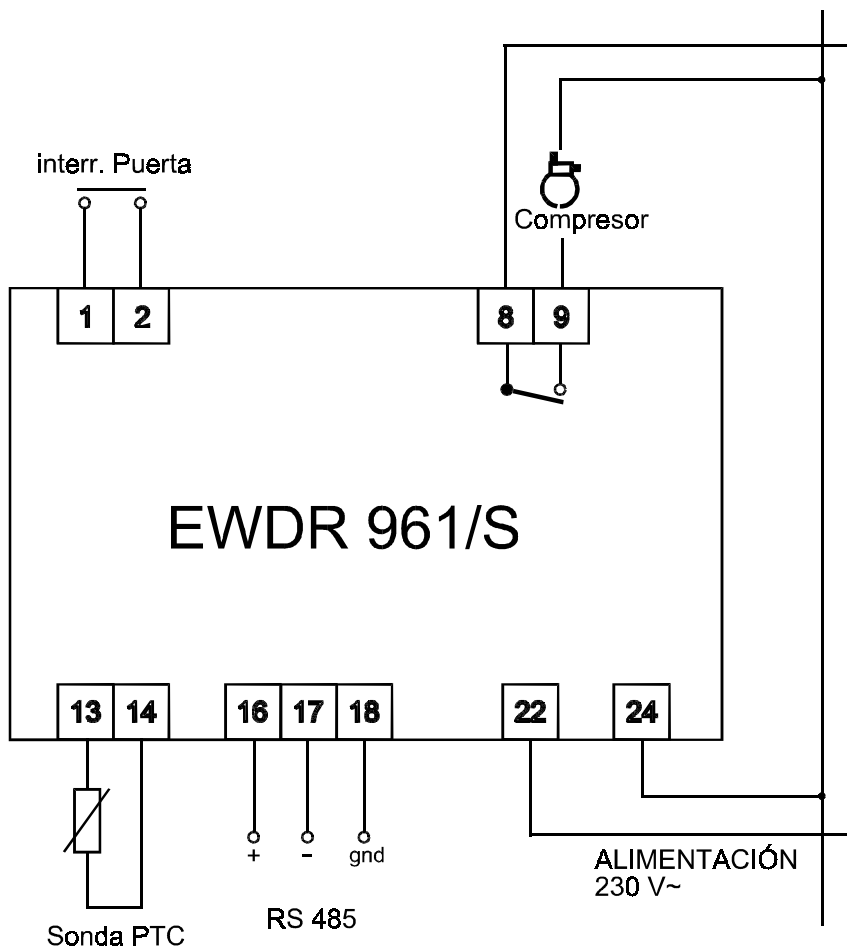 interr. Puerta
Compresor
1 2 8 9
EWDR 961/S
13 14 16 17 18 22 24
+ - gnd
ALIMENTACIÓN
230 V~
RS 485
Sonda PTC